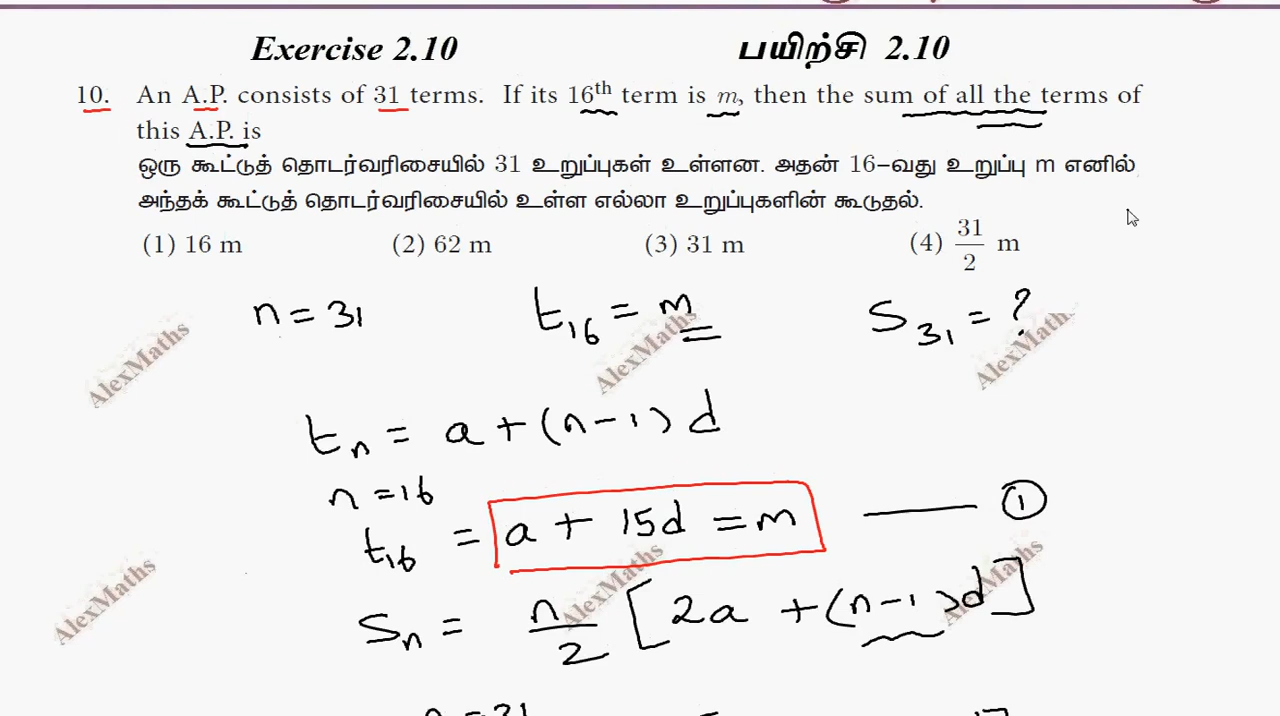 Exercise 2.10 பயிற்சி 2.10
10. An A.P. consists of 31 terms. If its 16th term is m, then the sum of all the terms of
this A.P. is
ஒரு கூட்டுத் தொடர்வரிசையில் 31 உறுப்புகள் உள்ளன. அதன் 16-வது உறுப்பு m எனில்
அந்தக் கூட்டுத் தொடர்வரிசையில் உள்ள எல்லா உறுப்புகளின் கூடுதல்.
(1) 16 m (2) 62 m (3) 31 m (4) 31/2 m
n = 31 t₁₆ = m S₃₁ = ?
AlexMaths AlexMaths AlexMaths
tₙ = a + (n-1) d
n = 16
t₁₆ = a + 15d = m ——— ①
AlexMaths AlexMaths AlexMaths
Sₙ = n/2 [2a + (n-1)d]